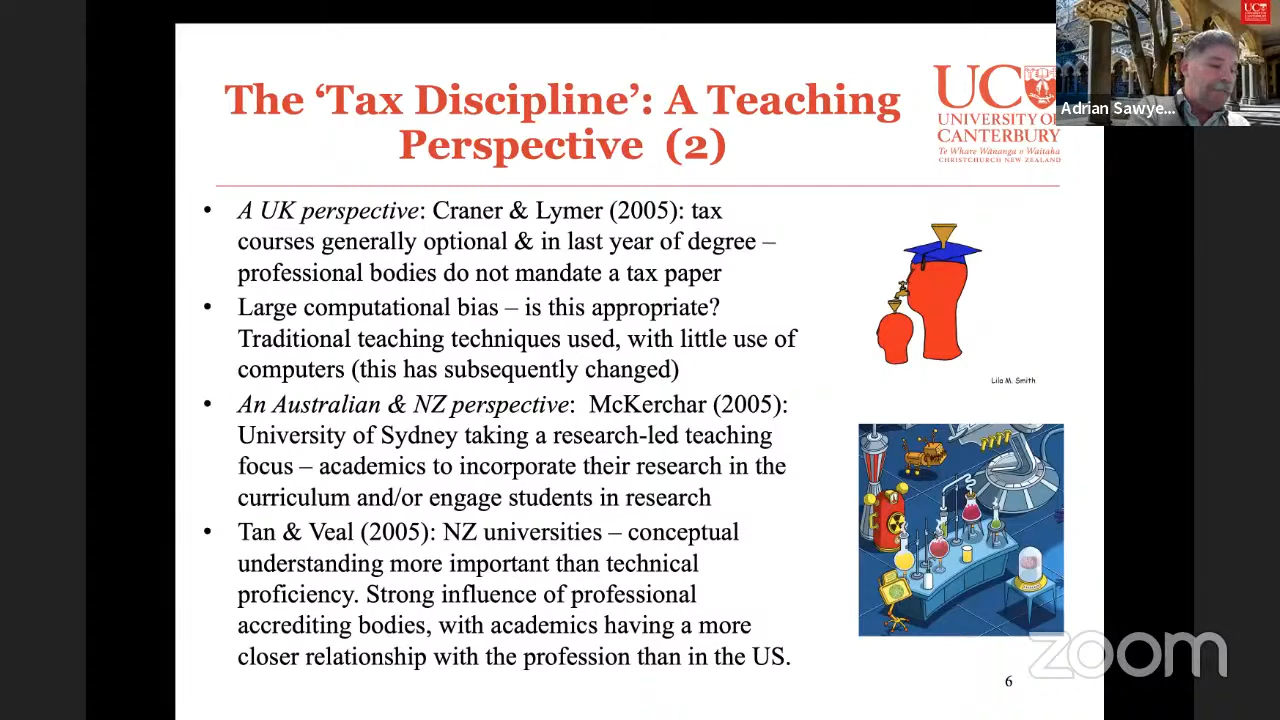 The ‘Tax Discipline’: A Teaching
Perspective (2)
UC
UNIVERSITY OF
CANTERBURY
Te Whare Wānanga o Waitaha
CHRISTCHURCH NEW ZEALAND
UC
Adrian Sawye...
• A UK perspective: Craner & Lymer (2005): tax
courses generally optional & in last year of degree –
professional bodies do not mandate a tax paper
• Large computational bias – is this appropriate?
Traditional teaching techniques used, with little use of
computers (this has subsequently changed)
• An Australian & NZ perspective: McKerchar (2005):
University of Sydney taking a research-led teaching
focus – academics to incorporate their research in the
curriculum and/or engage students in research
• Tan & Veal (2005): NZ universities – conceptual
understanding more important than technical
proficiency. Strong influence of professional
accrediting bodies, with academics having a more
closer relationship with the profession than in the US.
Lila M. Smith
6
zoom